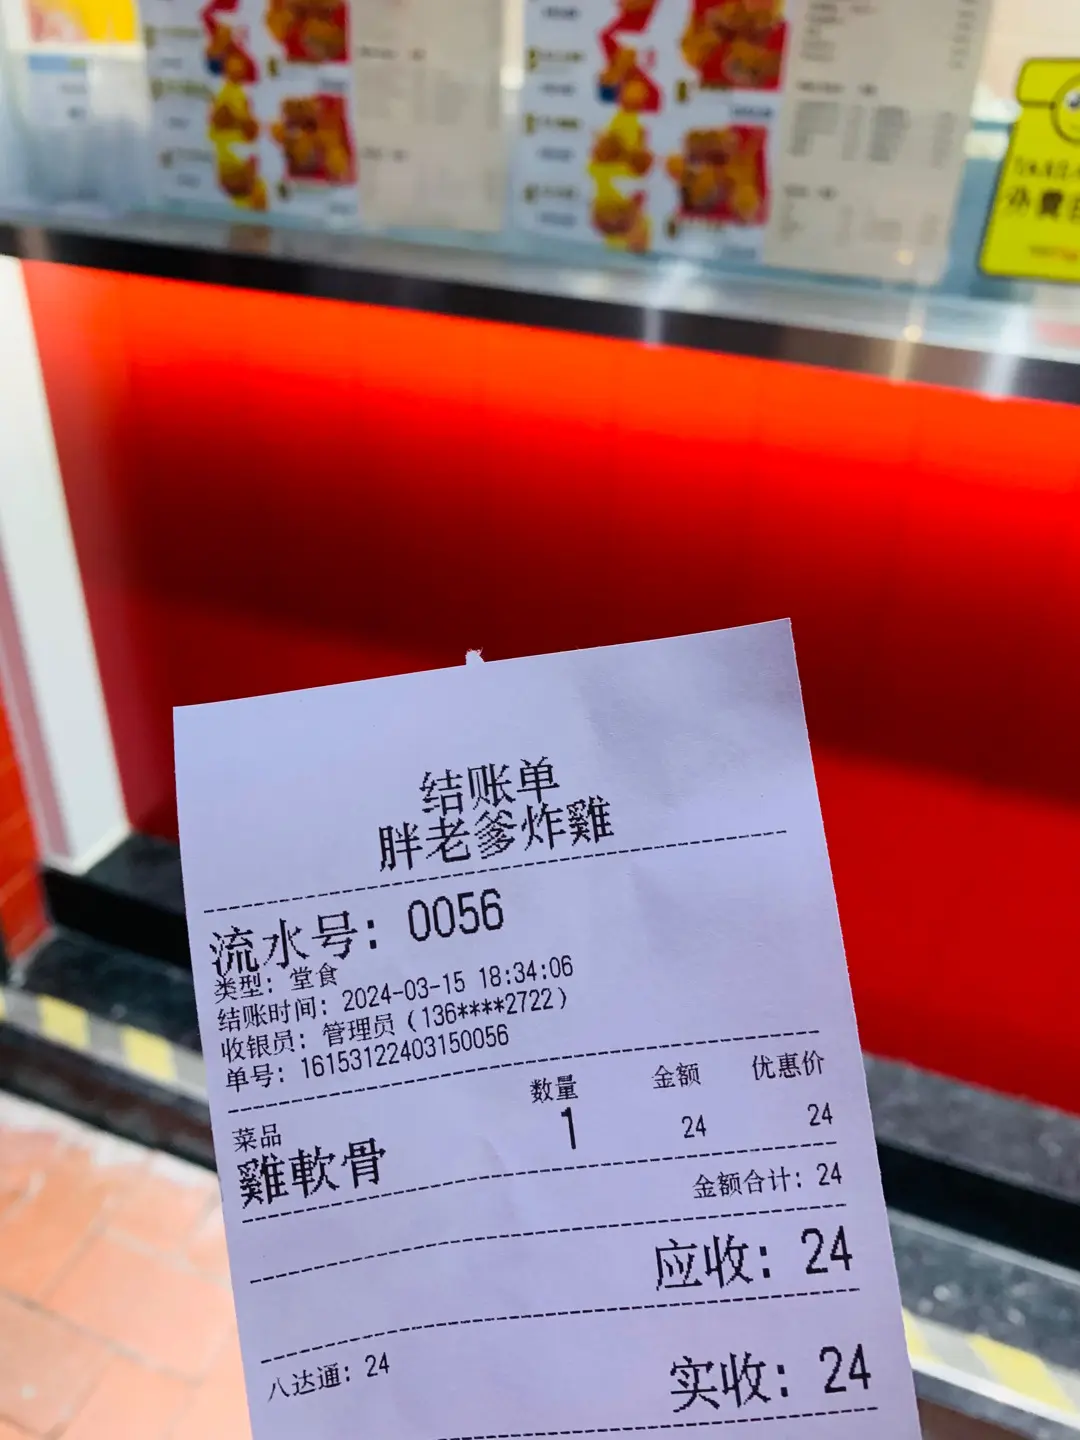 外賣
结账单
胖老爹炸雞
流水号: 0056
类型: 堂食
结账时间: 2024-03-15 18:34:06
收银员: 管理员(136****2722)
单号: 16153122403150056
菜品 数量 金额 优惠价
雞軟骨 1 24 24
金额合计: 24
应收: 24
八达通: 24
实收: 24